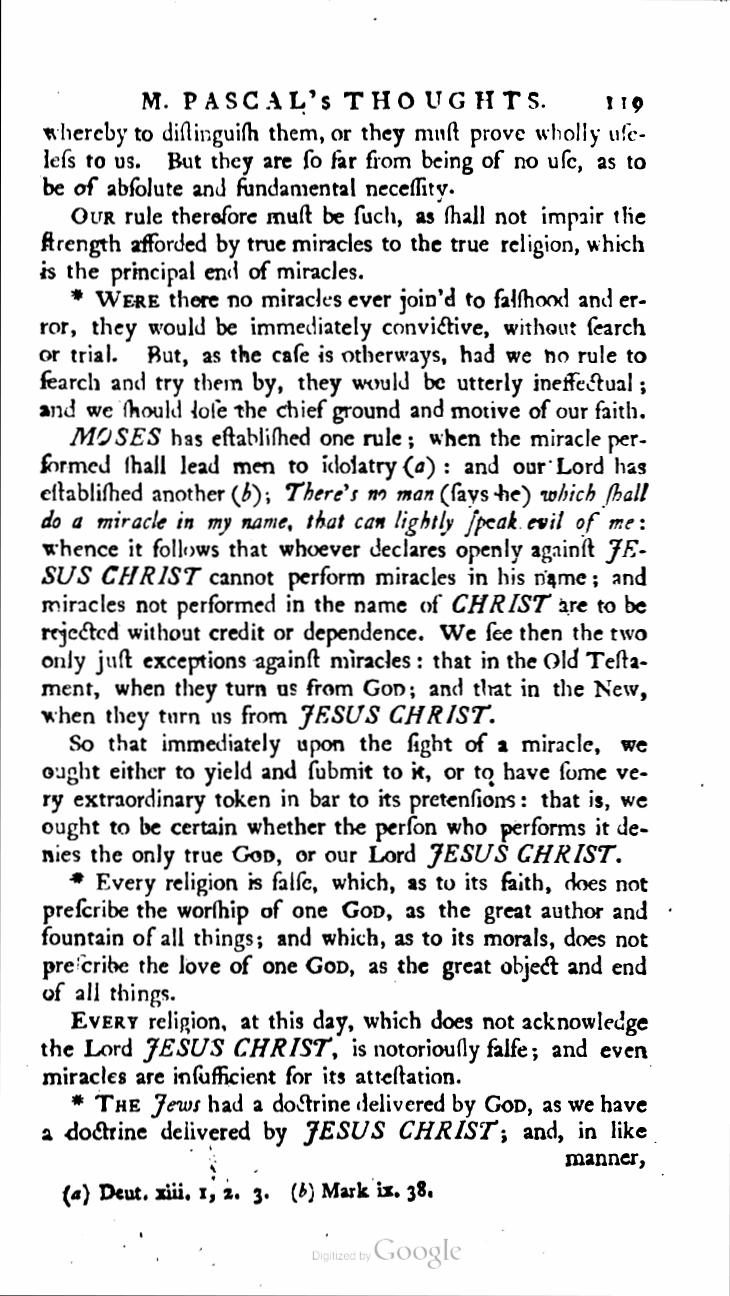 M. PASCAL's THOUGHTS. 119
whereby to diſtinguiſh them, or they muſt prove wholly uſe-
leſs to us. But they are ſo far from being of no uſe, as to
be of abſolute and fundamental neceſſity.
OUR rule therefore muſt be ſuch, as ſhall not impair the
ſtrength afforded by true miracles to the true religion, which
is the principal end of miracles.
* WERE there no miracles ever join'd to falſhood and er-
ror, they would be immediately convictive, without ſearch
or trial. But, as the caſe is otherways, had we no rule to
ſearch and try them by, they would be utterly ineffectual;
and we ſhould loſe the chief ground and motive of our faith.
MOSES has eſtabliſhed one rule; when the miracle per-
formed ſhall lead men to idolatry (a): and our Lord has
eſtabliſhed another (b); There's no man (ſays he) which ſhall
do a miracle in my name, that can lightly ſpeak evil of me:
whence it follows that whoever declares openly againſt JE-
SUS CHRIST cannot perform miracles in his name; and
miracles not performed in the name of CHRIST are to be
rejected without credit or dependence. We ſee then the two
only juſt exceptions againſt miracles: that in the Old Teſta-
ment, when they turn us from GOD; and that in the New,
when they turn us from JESUS CHRIST.
So that immediately upon the ſight of a miracle, we
ought either to yield and ſubmit to it, or to have ſome ve-
ry extraordinary token in bar to its pretenſions: that is, we
ought to be certain whether the perſon who performs it de-
nies the only true GOD, or our Lord JESUS CHRIST.
* Every religion is falſe, which, as to its faith, does not
preſcribe the worſhip of one GOD, as the great author and
fountain of all things; and which, as to its morals, does not
preſcribe the love of one GOD, as the great object and end
of all things.
EVERY religion, at this day, which does not acknowledge
the Lord JESUS CHRIST, is notoriouſly falſe; and even
miracles are inſufficient for its atteſtation.
* THE Jews had a doctrine delivered by GOD, as we have
a doctrine delivered by JESUS CHRIST; and, in like
manner,
(a) Deut. xiii. 1, 2. 3. (b) Mark ix. 38.
Digitized by Google